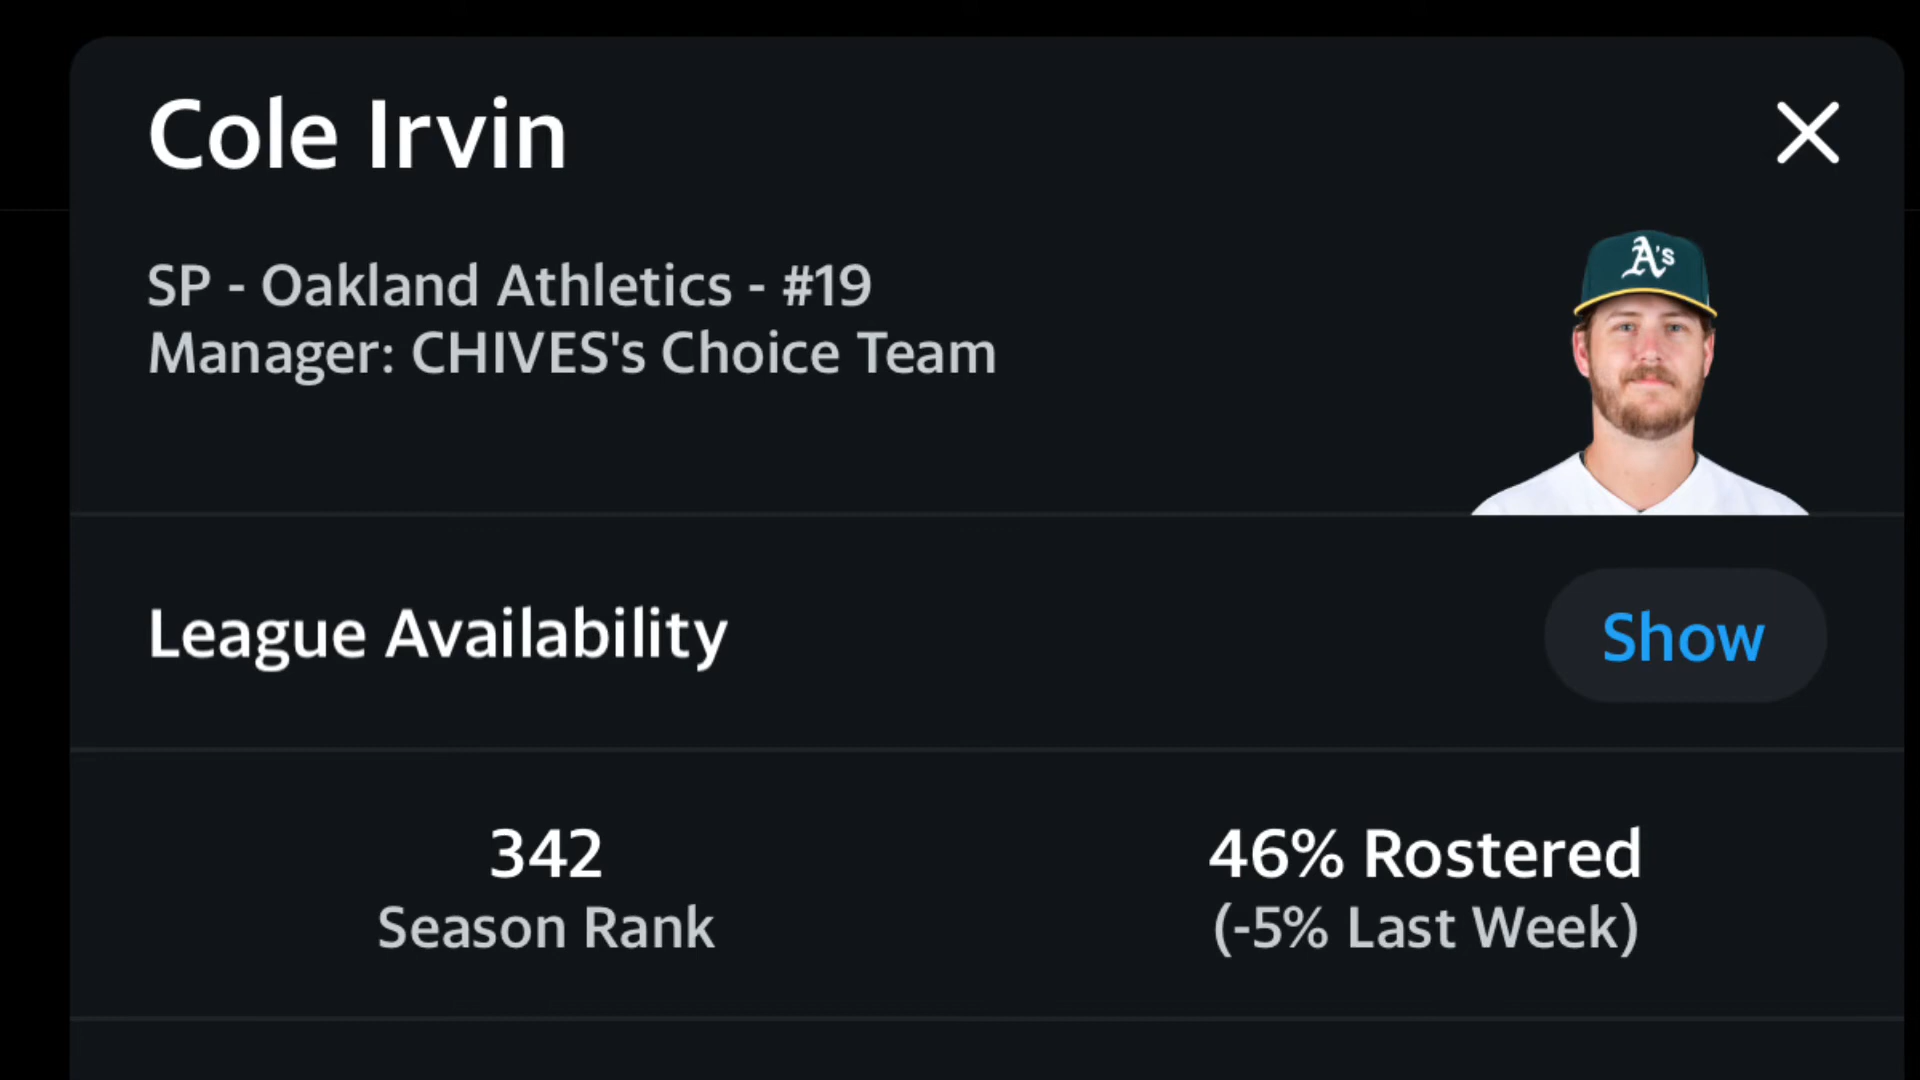 Cole Irvin
SP - Oakland Athletics - #19
Manager: CHIVES's Choice Team
A's
League Availability
Show
342
Season Rank
46% Rostered
(-5% Last Week)